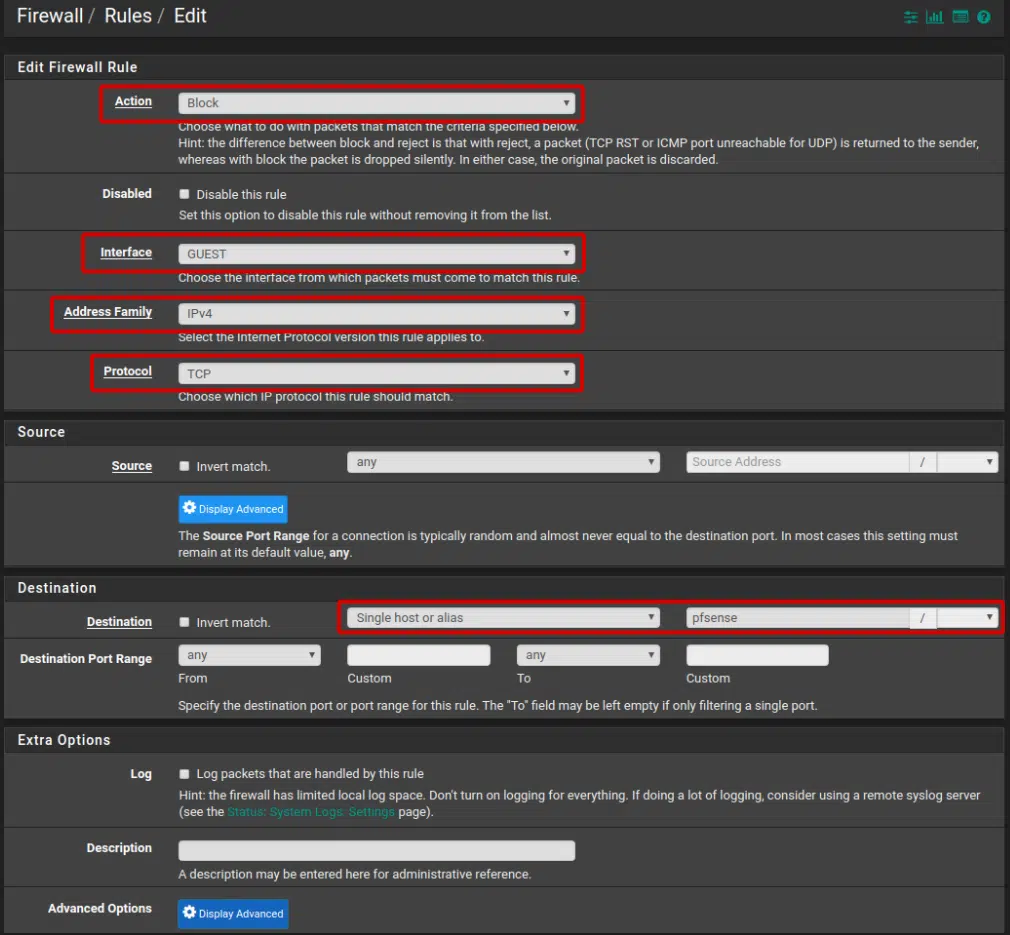 Firewall / Rules / Edit
Edit Firewall Rule
Action
Block
Choose what to do with packets that match the criteria specified below.
Hint: the difference between block and reject is that with reject, a packet (TCP RST or ICMP port unreachable for UDP) is returned to the sender,
whereas with block the packet is dropped silently. In either case, the original packet is discarded.
Disabled
Disable this rule
Set this option to disable this rule without removing it from the list.
Interface
GUEST
Choose the interface from which packets must come to match this rule.
Address Family
IPv4
Select the Internet Protocol version this rule applies to.
Protocol
TCP
Choose which IP protocol this rule should match.
Source
Source
Invert match.
any
Source Address
/
Display Advanced
The Source Port Range for a connection is typically random and almost never equal to the destination port. In most cases this setting must
remain at its default value, any.
Destination
Destination
Invert match.
Single host or alias
pfsense
/
Destination Port Range
any
any
From
Custom
To
Custom
Specify the destination port or port range for this rule. The "To" field may be left empty if only filtering a single port.
Extra Options
Log
Log packets that are handled by this rule
Hint: the firewall has limited local log space. Don't turn on logging for everything. If doing a lot of logging, consider using a remote syslog server
(see the Status: System Logs: Settings page).
Description
A description may be entered here for administrative reference.
Advanced Options
Display Advanced